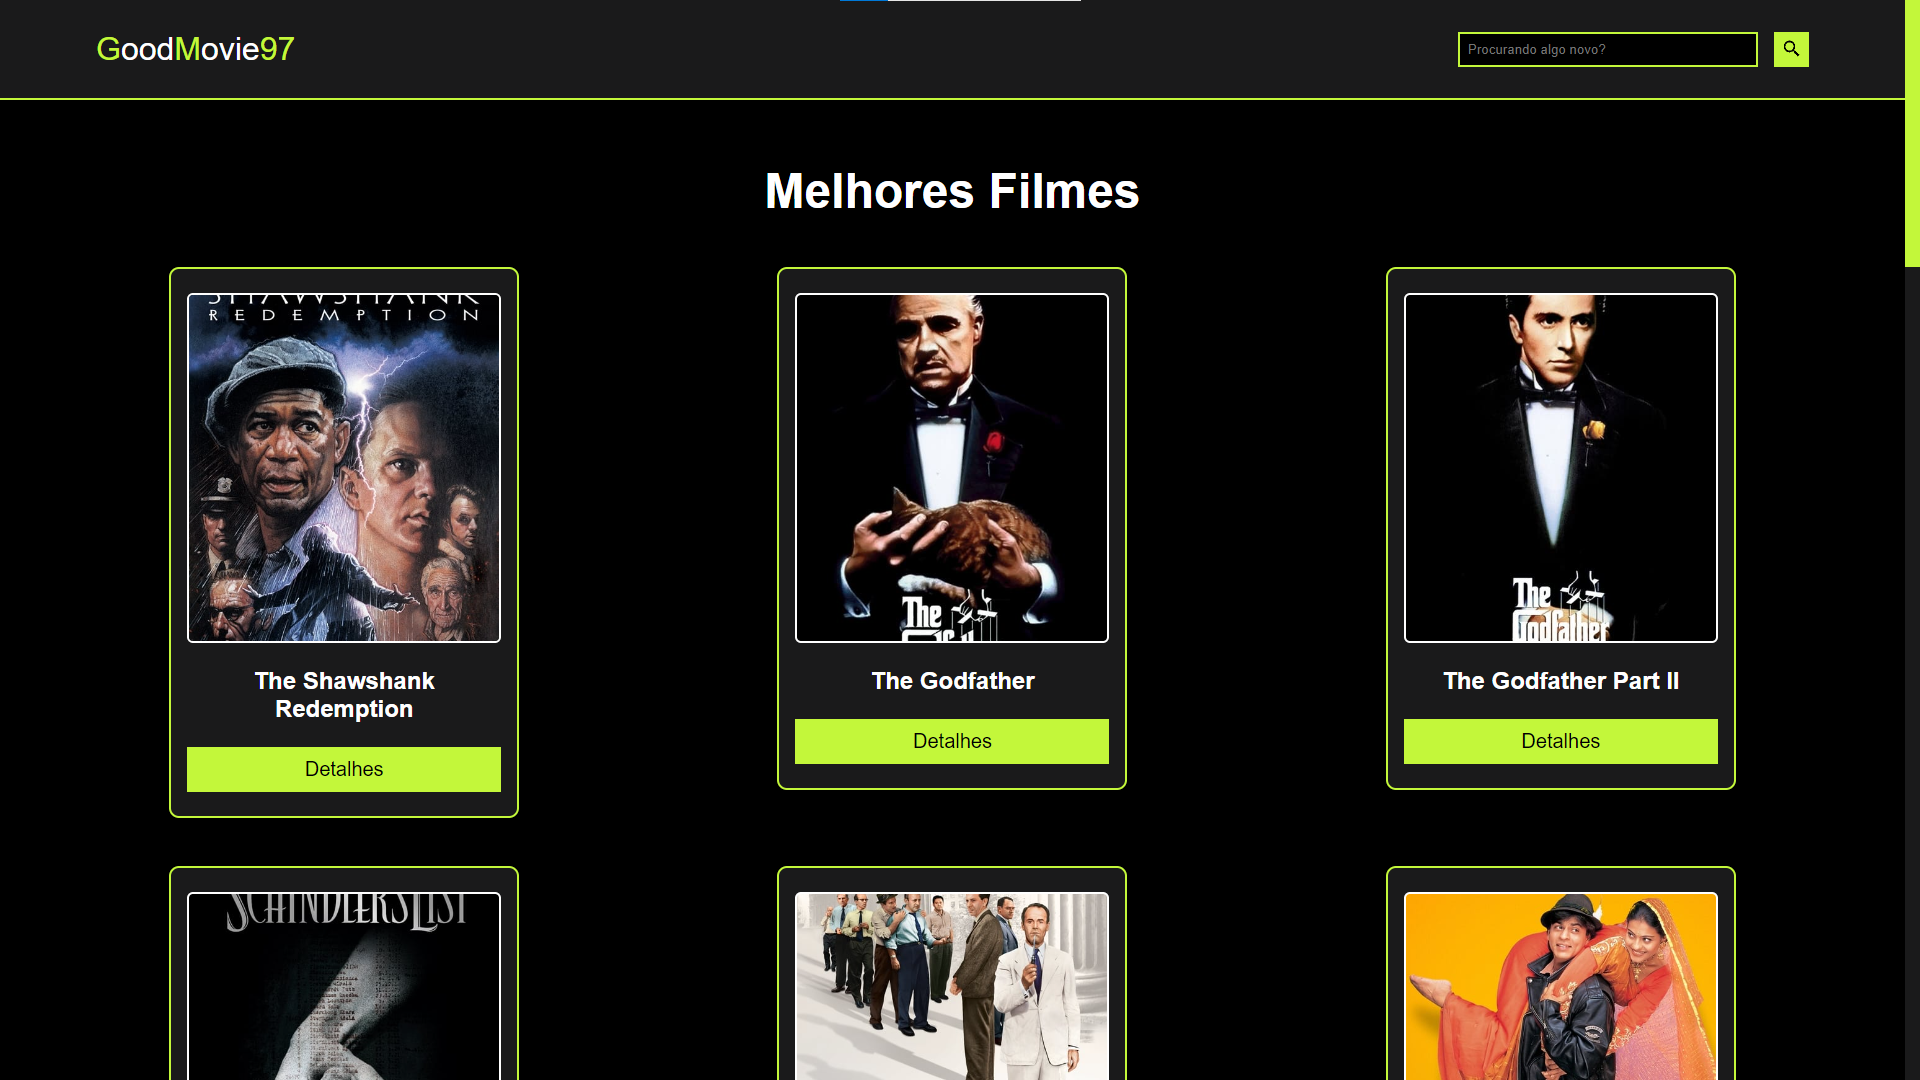 GoodMovie97
Procurando algo novo?
Melhores Filmes
REDEMPTION
The
The
Godfather
The Shawshank
Redemption
The Godfather
The Godfather Part II
Detalhes
Detalhes
Detalhes
SCHINDLER'S LIST